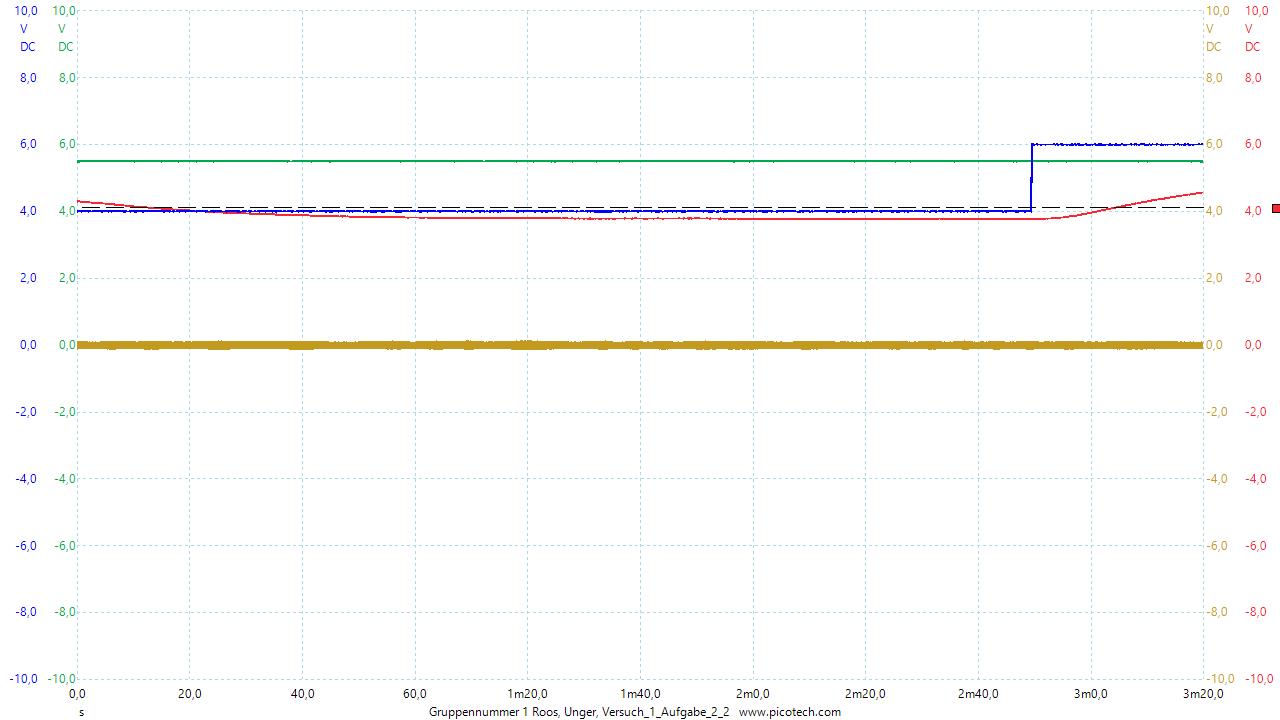 10,0 10,0 10,0 10,0
V V V V
DC DC DC DC
8,0 8,0 8,0 8,0
6,0 6,0 6,0 6,0
4,0 4,0 4,0 4,0
2,0 2,0 2,0 2,0
0,0 0,0 0,0 0,0
-2,0 -2,0 -2,0 -2,0
-4,0 -4,0 -4,0 -4,0
-6,0 -6,0 -6,0 -6,0
-8,0 -8,0 -8,0 -8,0
-10,0 -10,0 -10,0 -10,0
0,0 20,0 40,0 60,0 1m20,0 1m40,0 2m0,0 2m20,0 2m40,0 3m0,0 3m20,0
s Gruppennummer 1 Roos, Unger, Versuch_1_Aufgabe_2_2 www.picotech.com